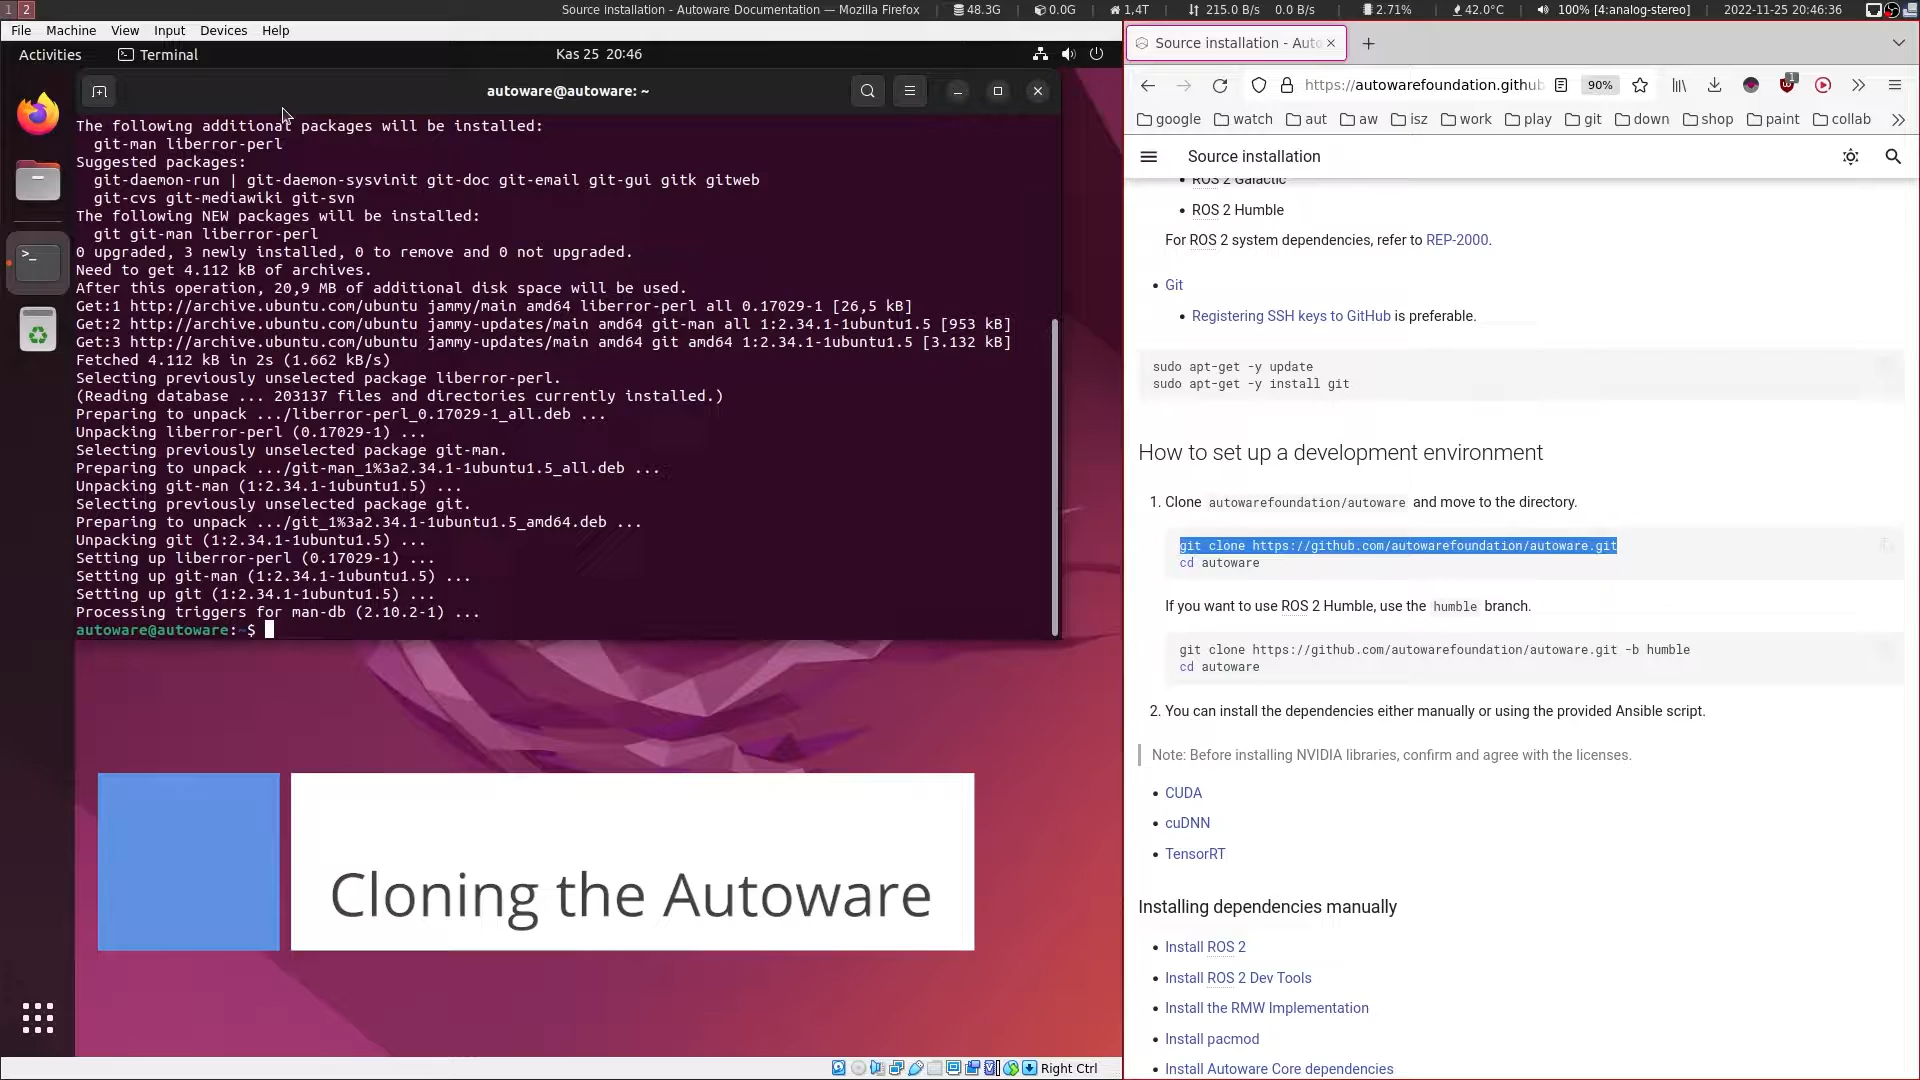 1 2 Source installation - Autoware Documentation — Mozilla Firefox 48.3G 0.0G 1,4T 215.0 B/s 0.0 B/s 2.71% 42.0°C 100% [4:analog-stereo] 2022-11-25 20:46:36
File Machine View Input Devices Help
Activities Terminal Kas 25 20:46
autoware@autoware: ~
The following additional packages will be installed:
git-man liberror-perl
Suggested packages:
git-daemon-run | git-daemon-sysvinit git-doc git-email git-gui gitk gitweb
git-cvs git-mediawiki git-svn
The following NEW packages will be installed:
git git-man liberror-perl
0 upgraded, 3 newly installed, 0 to remove and 0 not upgraded.
Need to get 4.112 kB of archives.
After this operation, 20,9 MB of additional disk space will be used.
Get:1 http://archive.ubuntu.com/ubuntu jammy/main amd64 liberror-perl all 0.17029-1 [26,5 kB]
Get:2 http://archive.ubuntu.com/ubuntu jammy-updates/main amd64 git-man all 1:2.34.1-1ubuntu1.5 [953 kB]
Get:3 http://archive.ubuntu.com/ubuntu jammy-updates/main amd64 git amd64 1:2.34.1-1ubuntu1.5 [3.132 kB]
Fetched 4.112 kB in 2s (1.662 kB/s)
Selecting previously unselected package liberror-perl.
(Reading database ... 203137 files and directories currently installed.)
Preparing to unpack .../liberror-perl_0.17029-1_all.deb ...
Unpacking liberror-perl (0.17029-1) ...
Selecting previously unselected package git-man.
Preparing to unpack .../git-man_1%3a2.34.1-1ubuntu1.5_all.deb ...
Unpacking git-man (1:2.34.1-1ubuntu1.5) ...
Selecting previously unselected package git.
Preparing to unpack .../git_1%3a2.34.1-1ubuntu1.5_amd64.deb ...
Unpacking git (1:2.34.1-1ubuntu1.5) ...
Setting up liberror-perl (0.17029-1) ...
Setting up git-man (1:2.34.1-1ubuntu1.5) ...
Setting up git (1:2.34.1-1ubuntu1.5) ...
Processing triggers for man-db (2.10.2-1) ...
autoware@autoware:~$
Cloning the Autoware
Right Ctrl
Source installation - Auto
https://autowarefoundation.github 90% 1
google watch aut aw isz work play git down shop paint collab
Source installation
ROS 2 Galactic
ROS 2 Humble
For ROS 2 system dependencies, refer to REP-2000.
Git
Registering SSH keys to GitHub is preferable.
sudo apt-get -y update
sudo apt-get -y install git
How to set up a development environment
1. Clone autowarefoundation/autoware and move to the directory.
git clone https://github.com/autowarefoundation/autoware.git
cd autoware
If you want to use ROS 2 Humble, use the humble branch.
git clone https://github.com/autowarefoundation/autoware.git -b humble
cd autoware
2. You can install the dependencies either manually or using the provided Ansible script.
Note: Before installing NVIDIA libraries, confirm and agree with the licenses.
CUDA
cuDNN
TensorRT
Installing dependencies manually
Install ROS 2
Install ROS 2 Dev Tools
Install the RMW Implementation
Install pacmod
Install Autoware Core dependencies